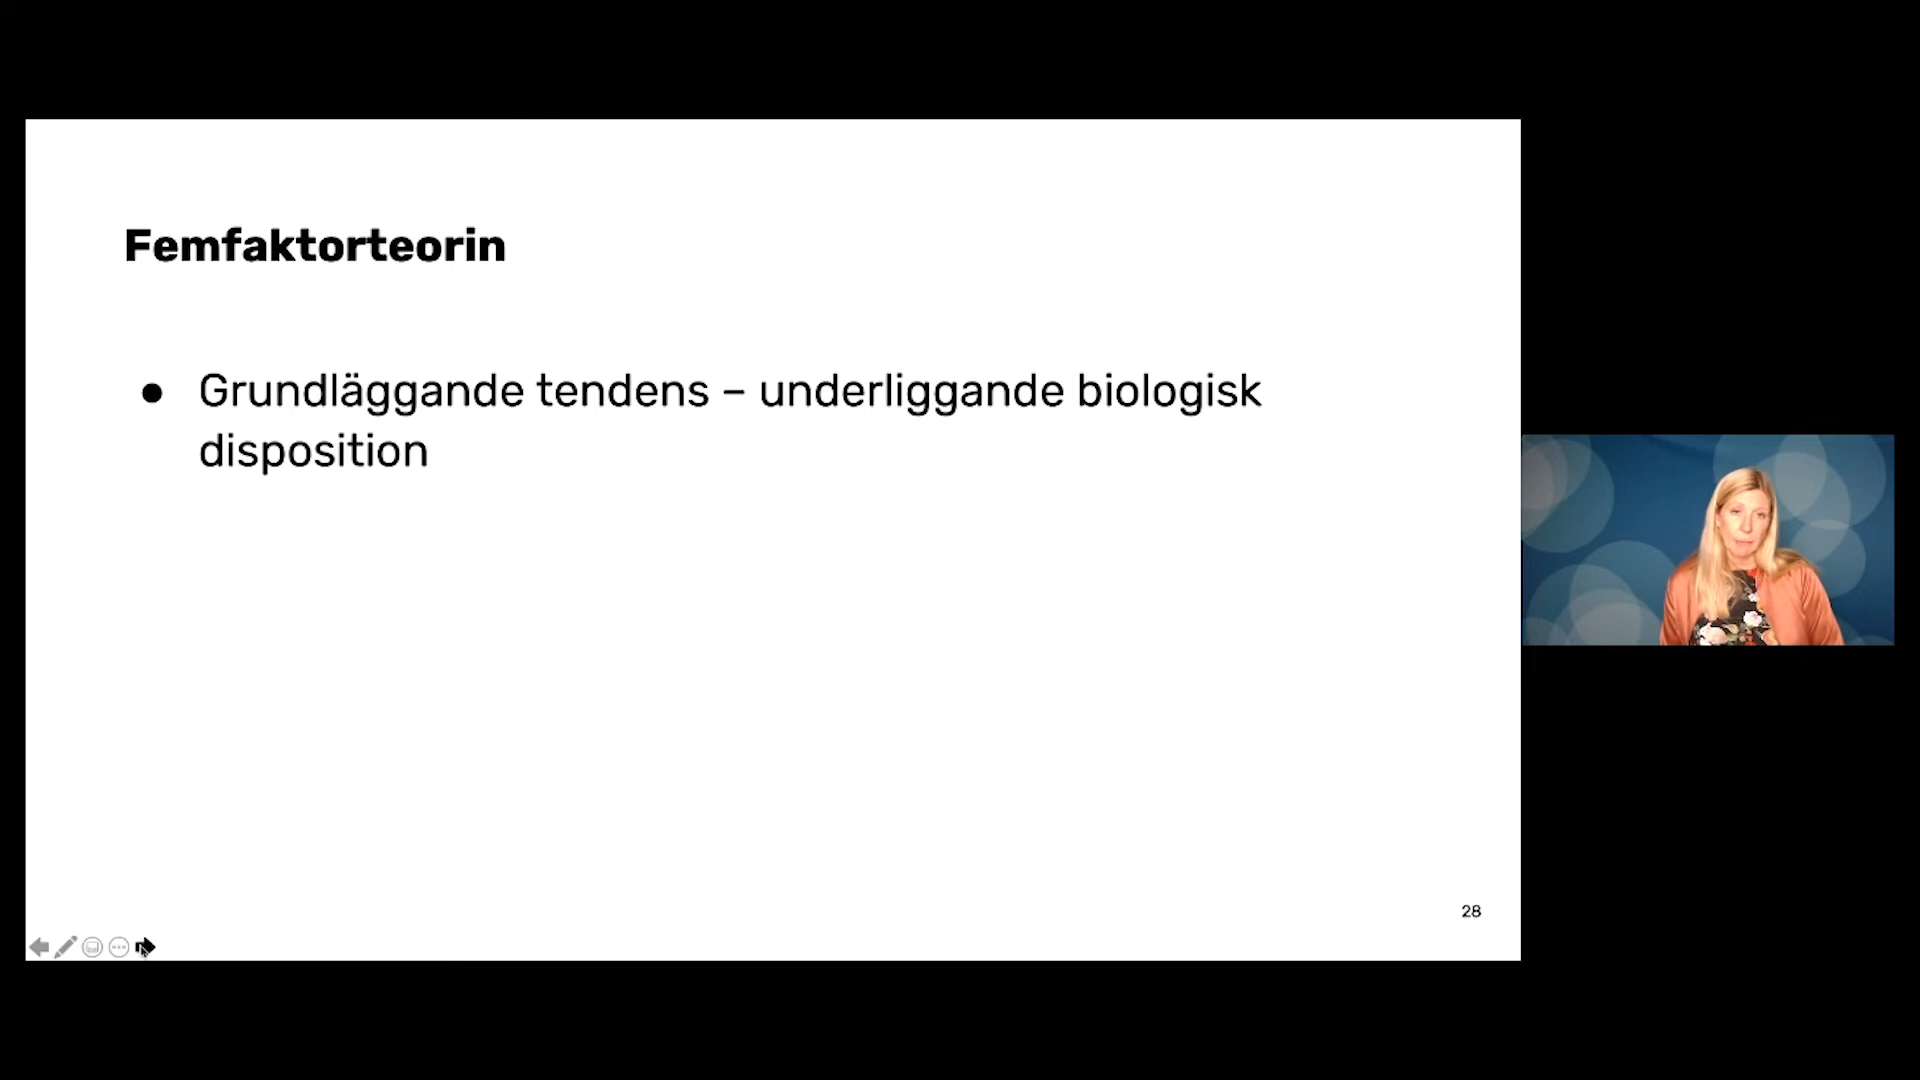 Femfaktorteorin
● Grundläggande tendens – underliggande biologisk
disposition
28